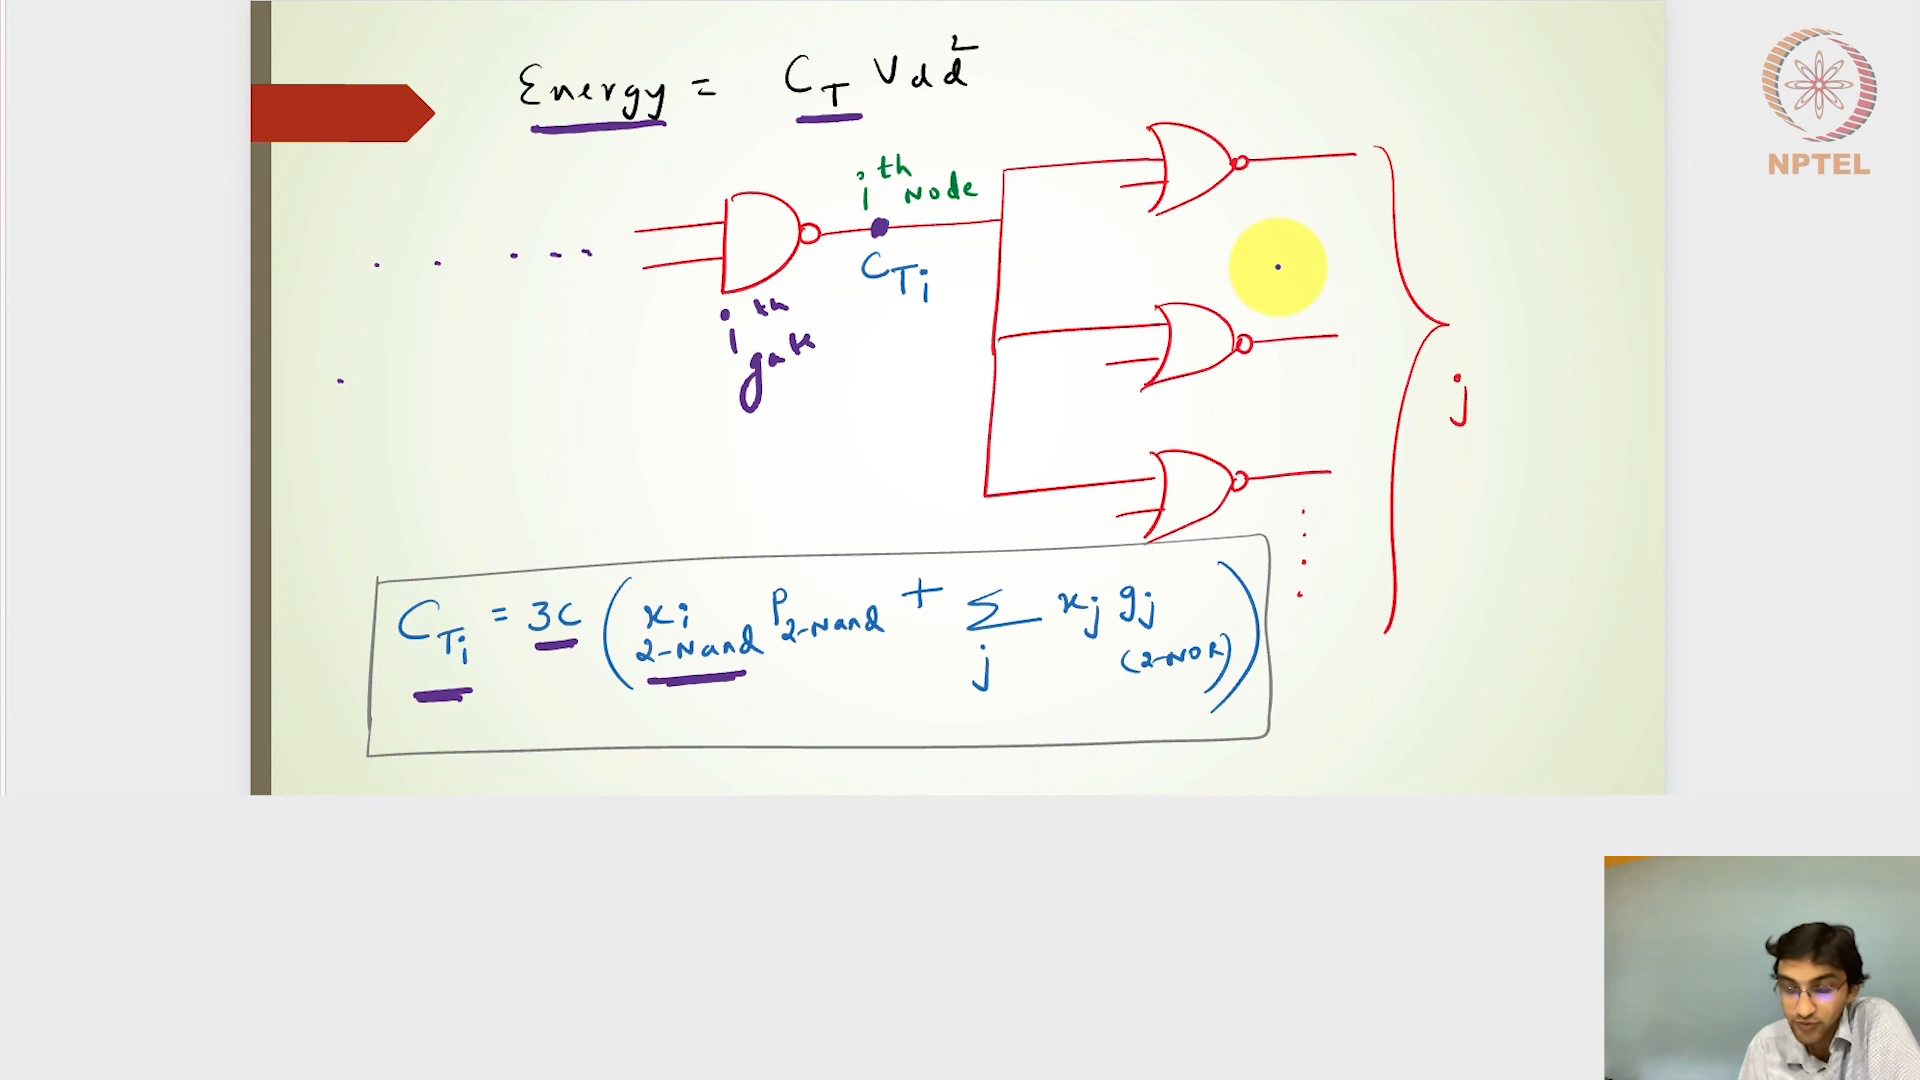 Energy = C_T Vdd²
NPTEL
i^th Node
C_Ti
i^th
gate
j
C_Ti = 3C ( x_i 2-Nand P_2-Nand + Σ_j x_j g_j (2-NOR) )